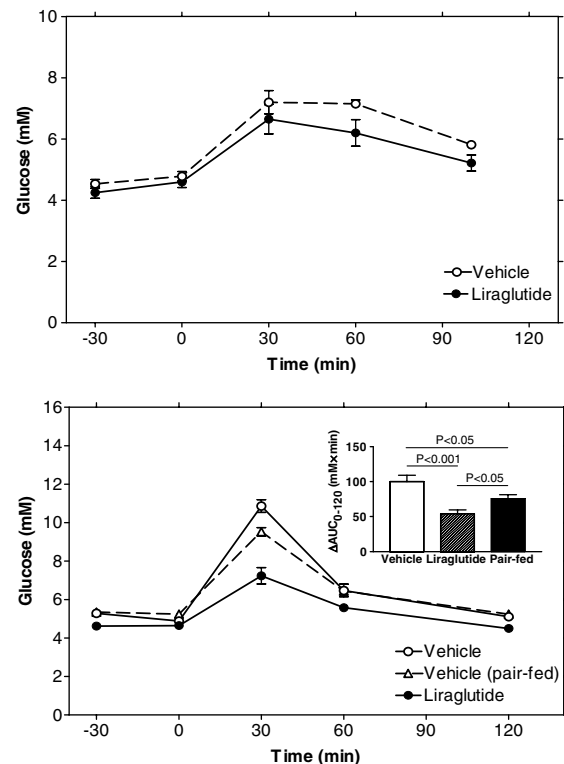 10
8
6
4
2
0
Glucose (mM)
Vehicle
Liraglutide
-30 0 30 60 90 120
Time (min)
16
14
12
10
8
6
4
2
0
Glucose (mM)
150
100
50
0
ΔAUC0-120 (mM×min)
P<0.05
P<0.001
P<0.05
Vehicle Liraglutide Pair-fed
Vehicle
Vehicle (pair-fed)
Liraglutide
-30 0 30 60 90 120
Time (min)